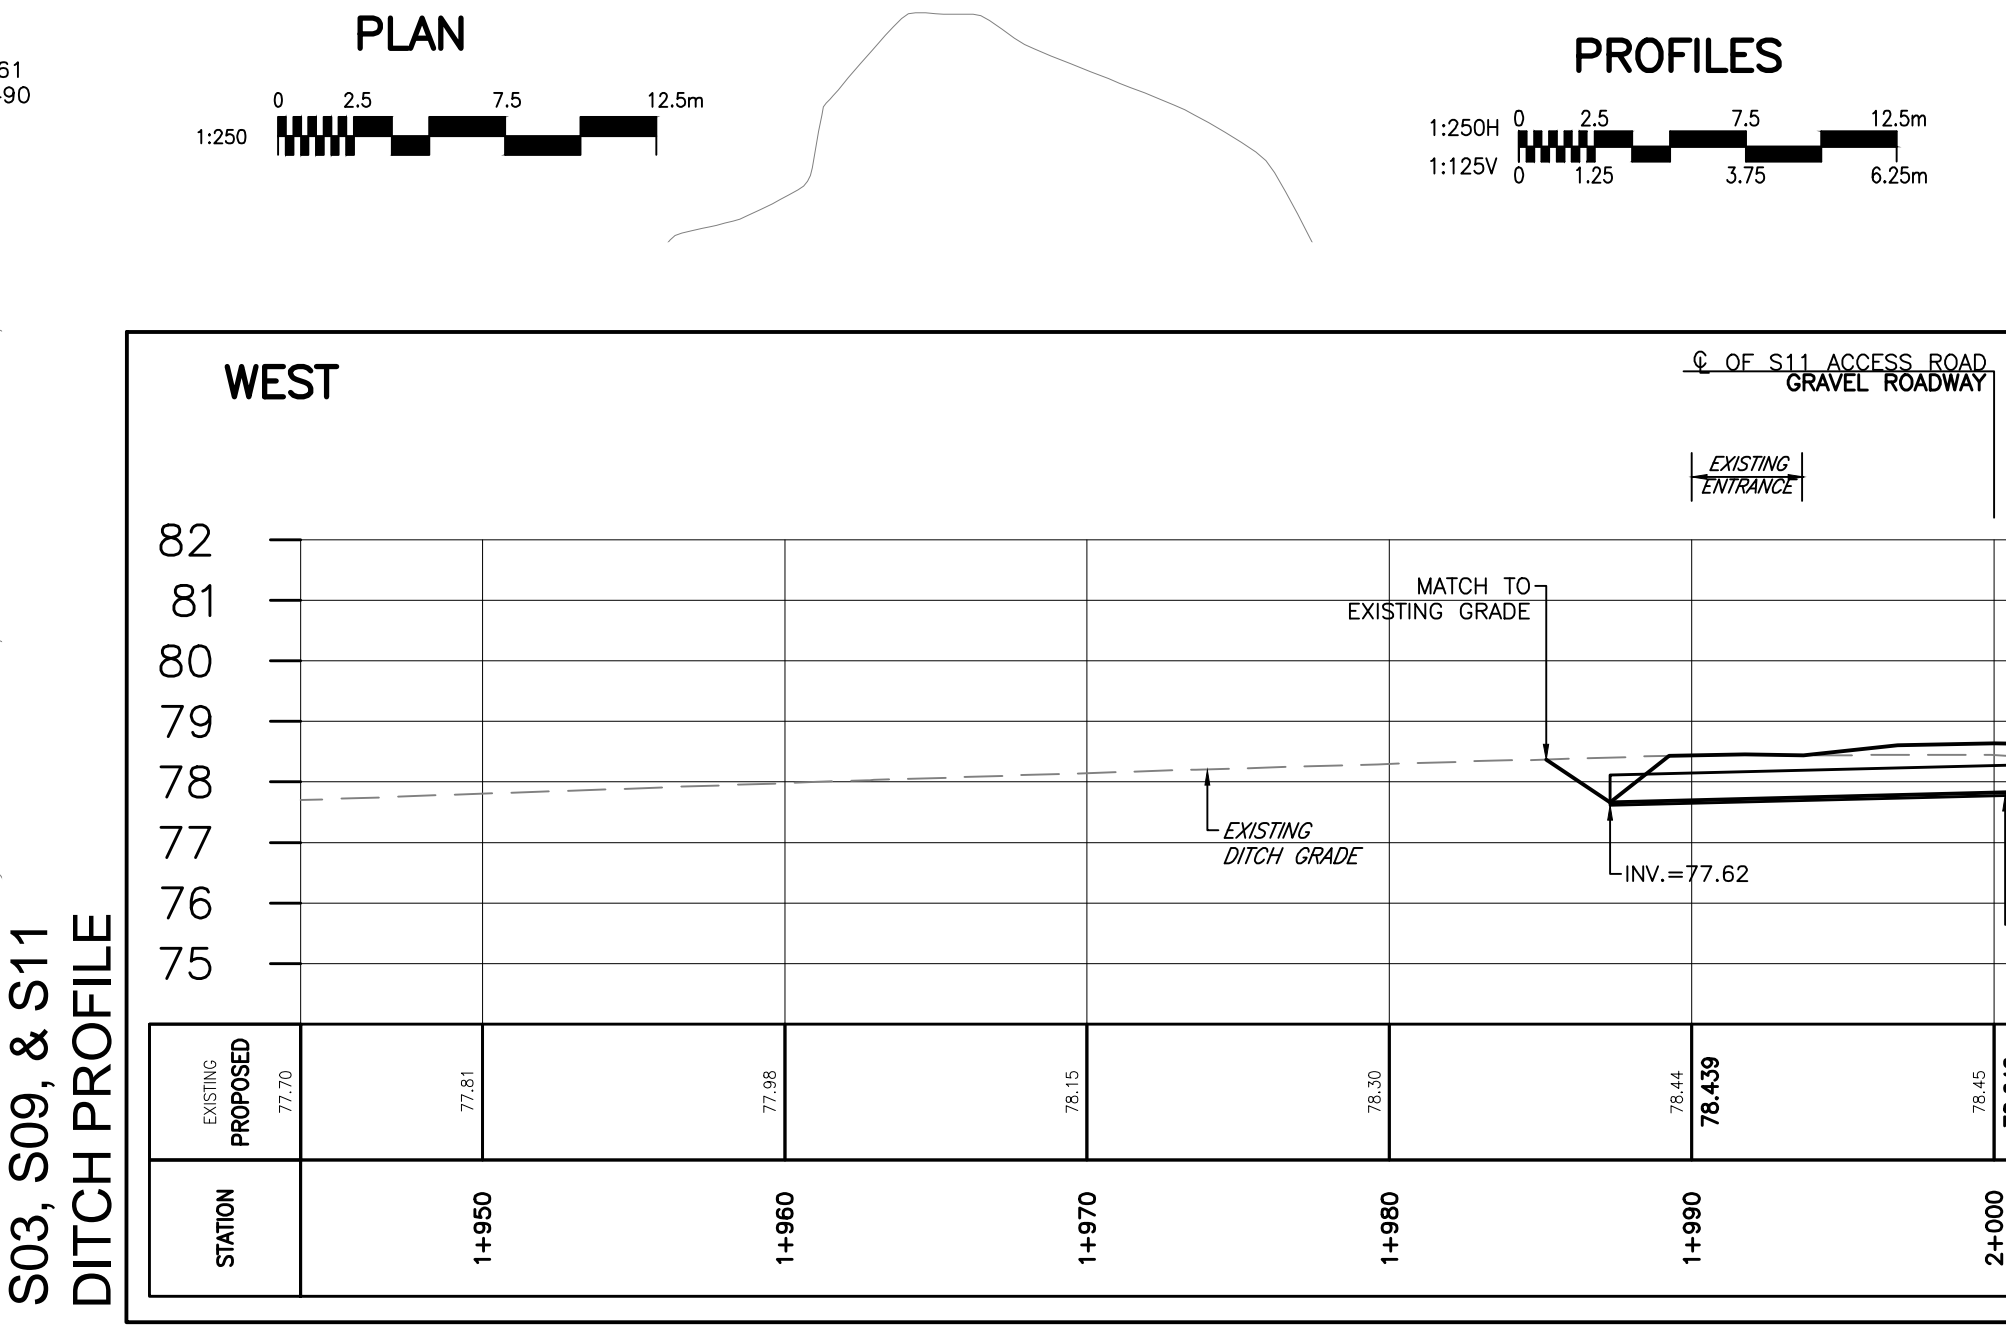 PLAN
PROFILES
61
90
0 2.5 7.5 12.5m
1:250
0 2.5 7.5 12.5m
1:250H
1:125V
0 1.25 3.75 6.25m
WEST
℄ OF S11 ACCESS ROAD
GRAVEL ROADWAY
EXISTING
ENTRANCE
82
81
80
79
78
77
76
75
MATCH TO
EXISTING GRADE
EXISTING
DITCH GRADE
INV.=77.62
S03, S09, & S11
DITCH PROFILE
EXISTING
PROPOSED
77.70
77.81
77.98
78.15
78.30
78.44
78.439
78.45
STATION
1+950
1+960
1+970
1+980
1+990
2+000